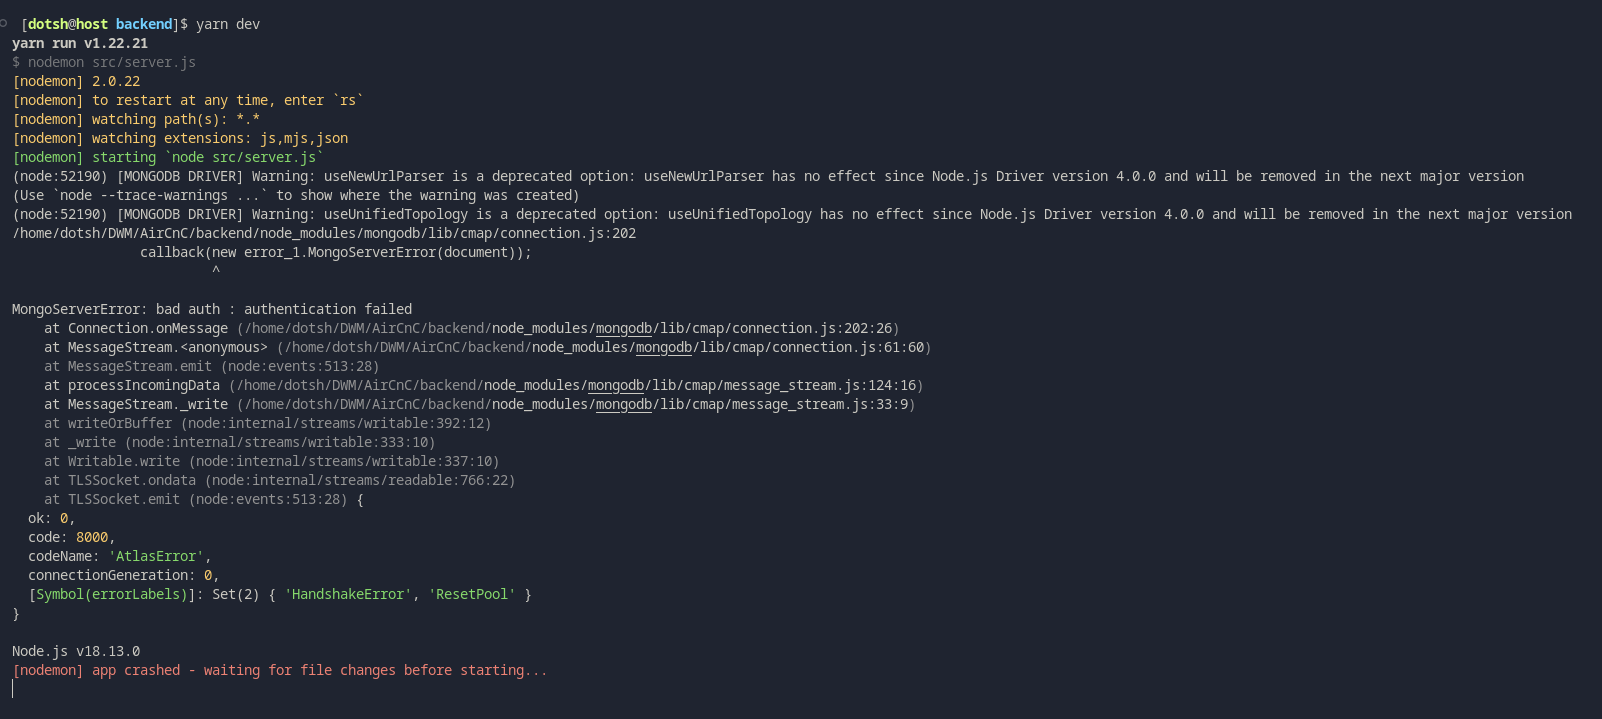 [dotsh@host backend]$ yarn dev
yarn run v1.22.21
$ nodemon src/server.js
[nodemon] 2.0.22
[nodemon] to restart at any time, enter `rs`
[nodemon] watching path(s): *.*
[nodemon] watching extensions: js,mjs,json
[nodemon] starting `node src/server.js`
(node:52190) [MONGODB DRIVER] Warning: useNewUrlParser is a deprecated option: useNewUrlParser has no effect since Node.js Driver version 4.0.0 and will be removed in the next major version
(Use `node --trace-warnings ...` to show where the warning was created)
(node:52190) [MONGODB DRIVER] Warning: useUnifiedTopology is a deprecated option: useUnifiedTopology has no effect since Node.js Driver version 4.0.0 and will be removed in the next major version
/home/dotsh/DWM/AirCnC/backend/node_modules/mongodb/lib/cmap/connection.js:202
                callback(new error_1.MongoServerError(document));
                         ^

MongoServerError: bad auth : authentication failed
    at Connection.onMessage (/home/dotsh/DWM/AirCnC/backend/node_modules/mongodb/lib/cmap/connection.js:202:26)
    at MessageStream.<anonymous> (/home/dotsh/DWM/AirCnC/backend/node_modules/mongodb/lib/cmap/connection.js:61:60)
    at MessageStream.emit (node:events:513:28)
    at processIncomingData (/home/dotsh/DWM/AirCnC/backend/node_modules/mongodb/lib/cmap/message_stream.js:124:16)
    at MessageStream._write (/home/dotsh/DWM/AirCnC/backend/node_modules/mongodb/lib/cmap/message_stream.js:33:9)
    at writeOrBuffer (node:internal/streams/writable:392:12)
    at _write (node:internal/streams/writable:333:10)
    at Writable.write (node:internal/streams/writable:337:10)
    at TLSSocket.ondata (node:internal/streams/readable:766:22)
    at TLSSocket.emit (node:events:513:28) {
  ok: 0,
  code: 8000,
  codeName: 'AtlasError',
  connectionGeneration: 0,
  [Symbol(errorLabels)]: Set(2) { 'HandshakeError', 'ResetPool' }
}

Node.js v18.13.0
[nodemon] app crashed - waiting for file changes before starting...